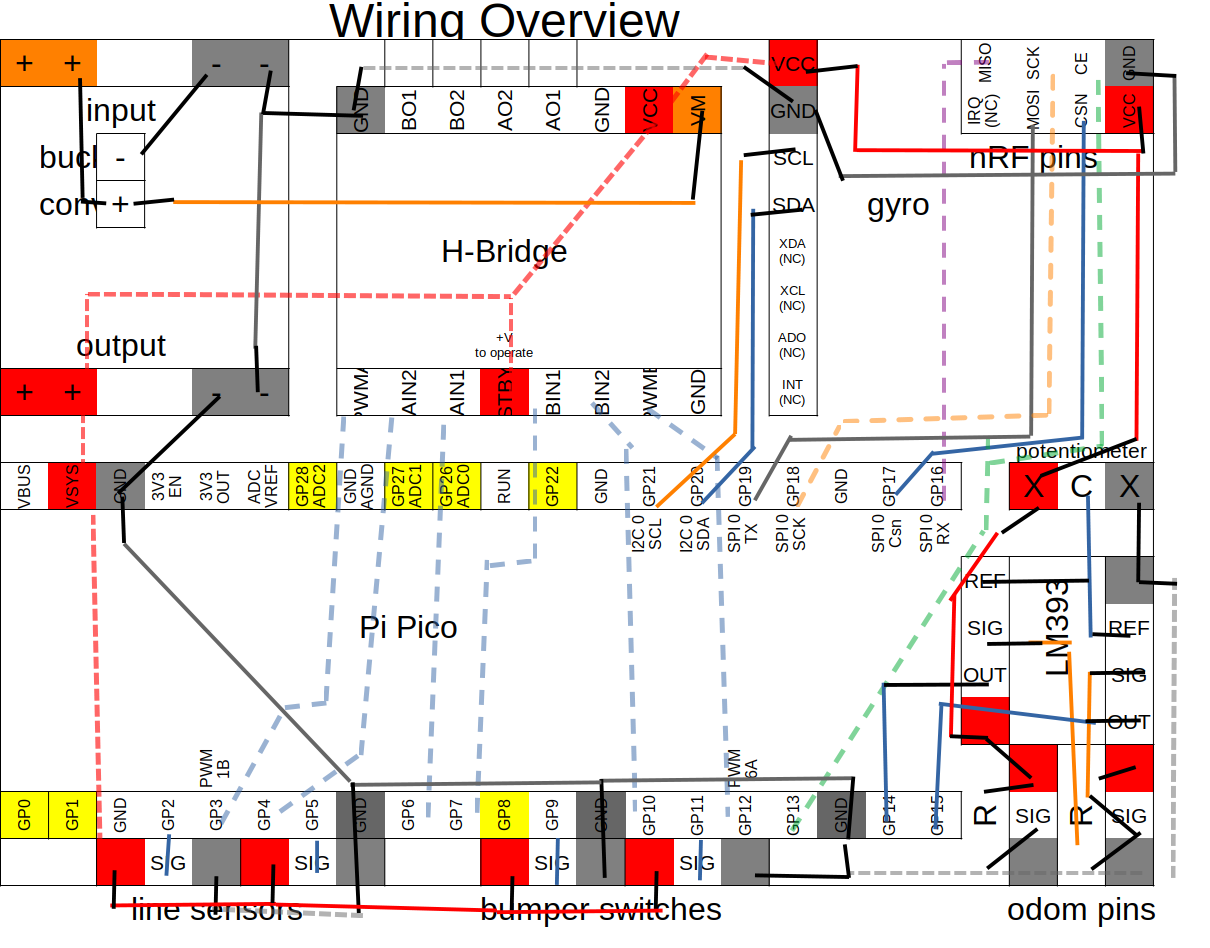 Wiring Overview
+ + - -
VCC
MISO SCK CE GND
input
GND BO1 BO2 AO2 AO1 GND VCC VM
GND
IRQ (NC) MOSI CSN VCC
buck
-
SCL
nRF pins
conv
+
SDA
gyro
H-Bridge
XDA
(NC)
XCL
(NC)
output
+V
to operate
ADO
(NC)
+ + - -
PWMA AIN2 AIN1 STBY BIN1 BIN2 PWMB GND
INT
(NC)
potentiometer
VBUS VSYS GND 3V3 EN 3V3 OUT ADC VREF GP28 ADC2 GND AGND GP27 ADC1 GP26 ADC0 RUN GP22 GND GP21 GP20 GP19 GP18 GND GP17 GP16
X C X
I2C 0 SCL I2C 0 SDA SPI 0 TX SPI 0 SCK SPI 0 Csn SPI 0 RX
REF
LM393
Pi Pico
SIG
REF
OUT
SIG
OUT
PWM 1B PWM 6A
GP0 GP1 GND GP2 GP3 GP4 GP5 GND GP6 GP7 GP8 GP9 GND GP10 GP11 GP12 GP13 GND GP14 GP15
R SIG R SIG
SIG SIG SIG SIG
line sensors
bumper switches
odom pins